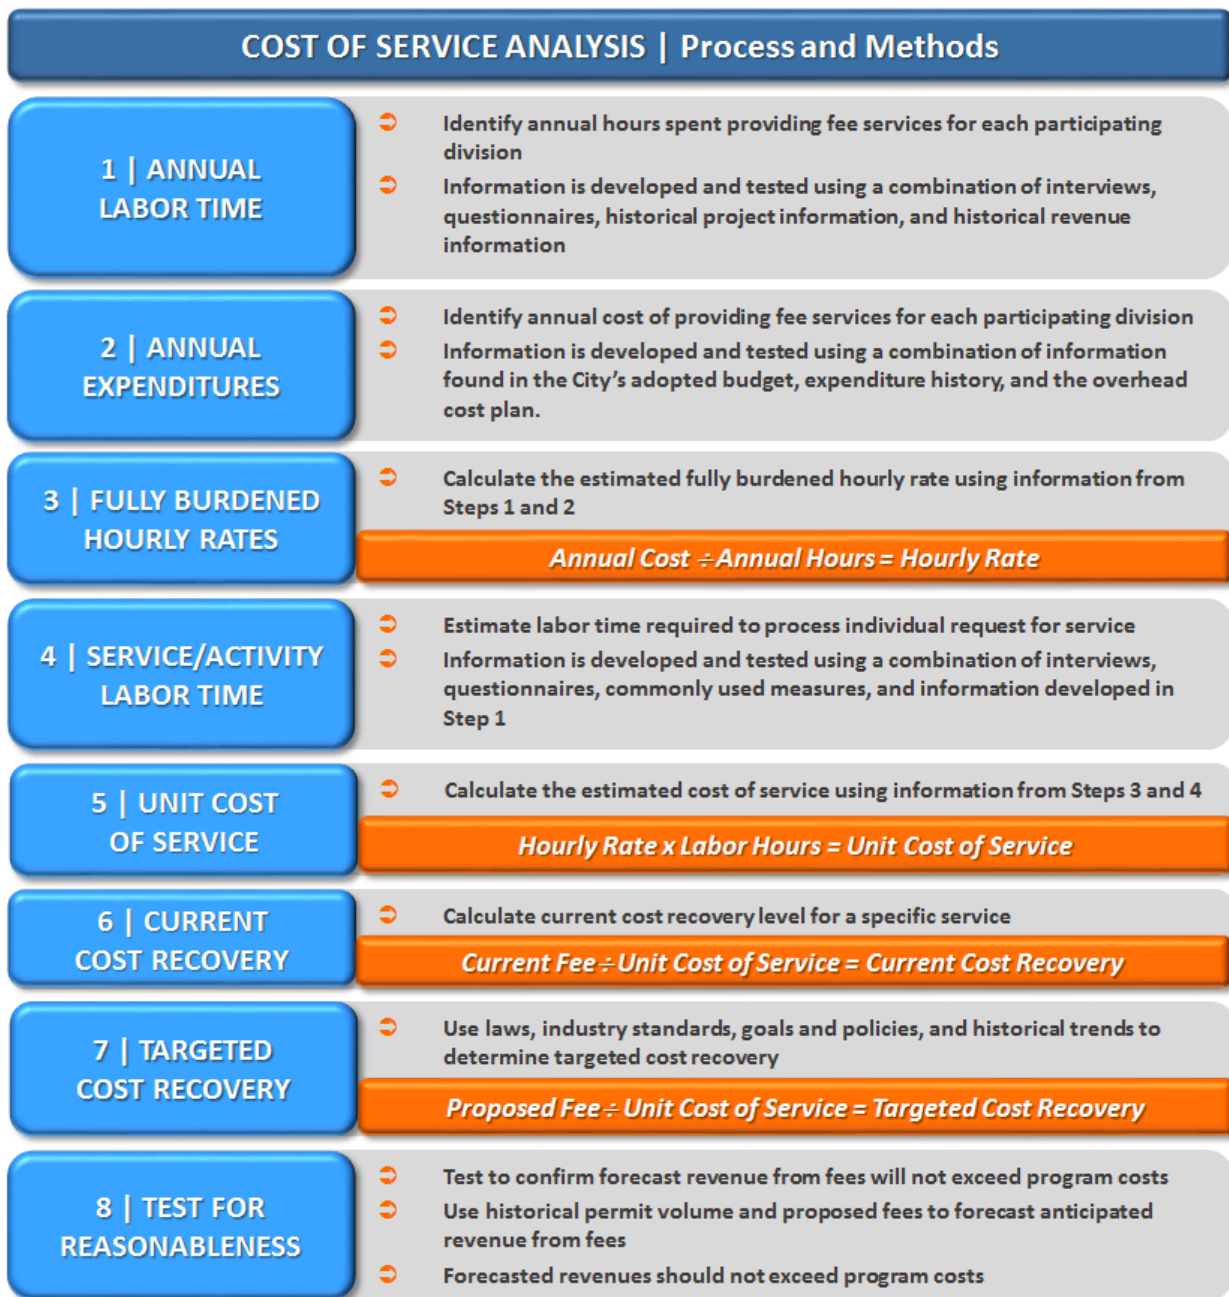 COST OF SERVICE ANALYSIS | Process and Methods
1 | ANNUAL
LABOR TIME
Identify annual hours spent providing fee services for each participating
division
Information is developed and tested using a combination of interviews,
questionnaires, historical project information, and historical revenue
information
2 | ANNUAL
EXPENDITURES
Identify annual cost of providing fee services for each participating division
Information is developed and tested using a combination of information
found in the City's adopted budget, expenditure history, and the overhead
cost plan.
3 | FULLY BURDENED
HOURLY RATES
Calculate the estimated fully burdened hourly rate using information from
Steps 1 and 2
Annual Cost ÷ Annual Hours = Hourly Rate
4 | SERVICE/ACTIVITY
LABOR TIME
Estimate labor time required to process individual request for service
Information is developed and tested using a combination of interviews,
questionnaires, commonly used measures, and information developed in
Step 1
5 | UNIT COST
OF SERVICE
Calculate the estimated cost of service using information from Steps 3 and 4
Hourly Rate x Labor Hours = Unit Cost of Service
6 | CURRENT
COST RECOVERY
Calculate current cost recovery level for a specific service
Current Fee ÷ Unit Cost of Service = Current Cost Recovery
7 | TARGETED
COST RECOVERY
Use laws, industry standards, goals and policies, and historical trends to
determine targeted cost recovery
Proposed Fee ÷ Unit Cost of Service = Targeted Cost Recovery
8 | TEST FOR
REASONABLENESS
Test to confirm forecast revenue from fees will not exceed program costs
Use historical permit volume and proposed fees to forecast anticipated
revenue from fees
Forecasted revenues should not exceed program costs